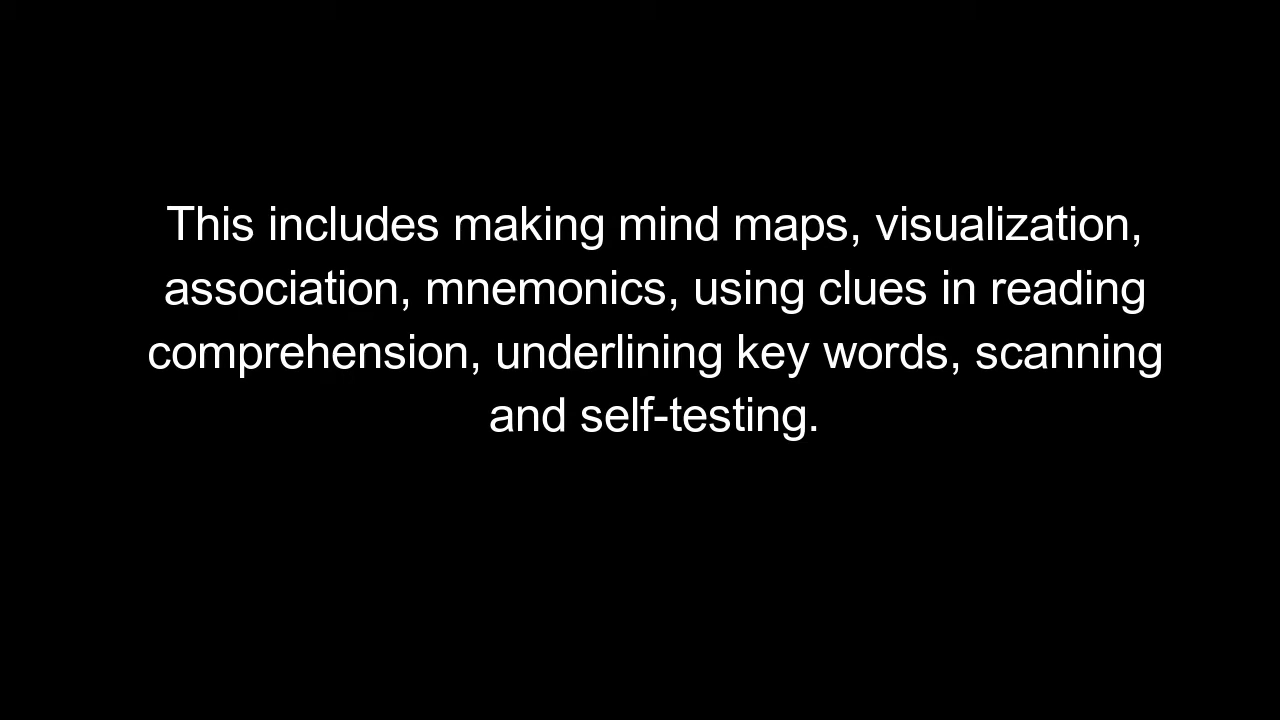 This includes making mind maps, visualization,
association, mnemonics, using clues in reading
comprehension, underlining key words, scanning
and self-testing.